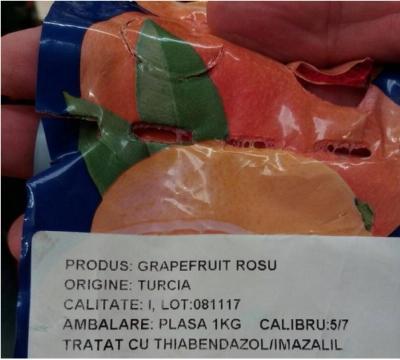 PRODUS: GRAPEFRUIT ROSU
ORIGINE: TURCIA
CALITATE: I, LOT:081117
AMBALARE: PLASA 1KG CALIBRU:5/7
TRATAT CU THIABENDAZOL/IMAZALIL